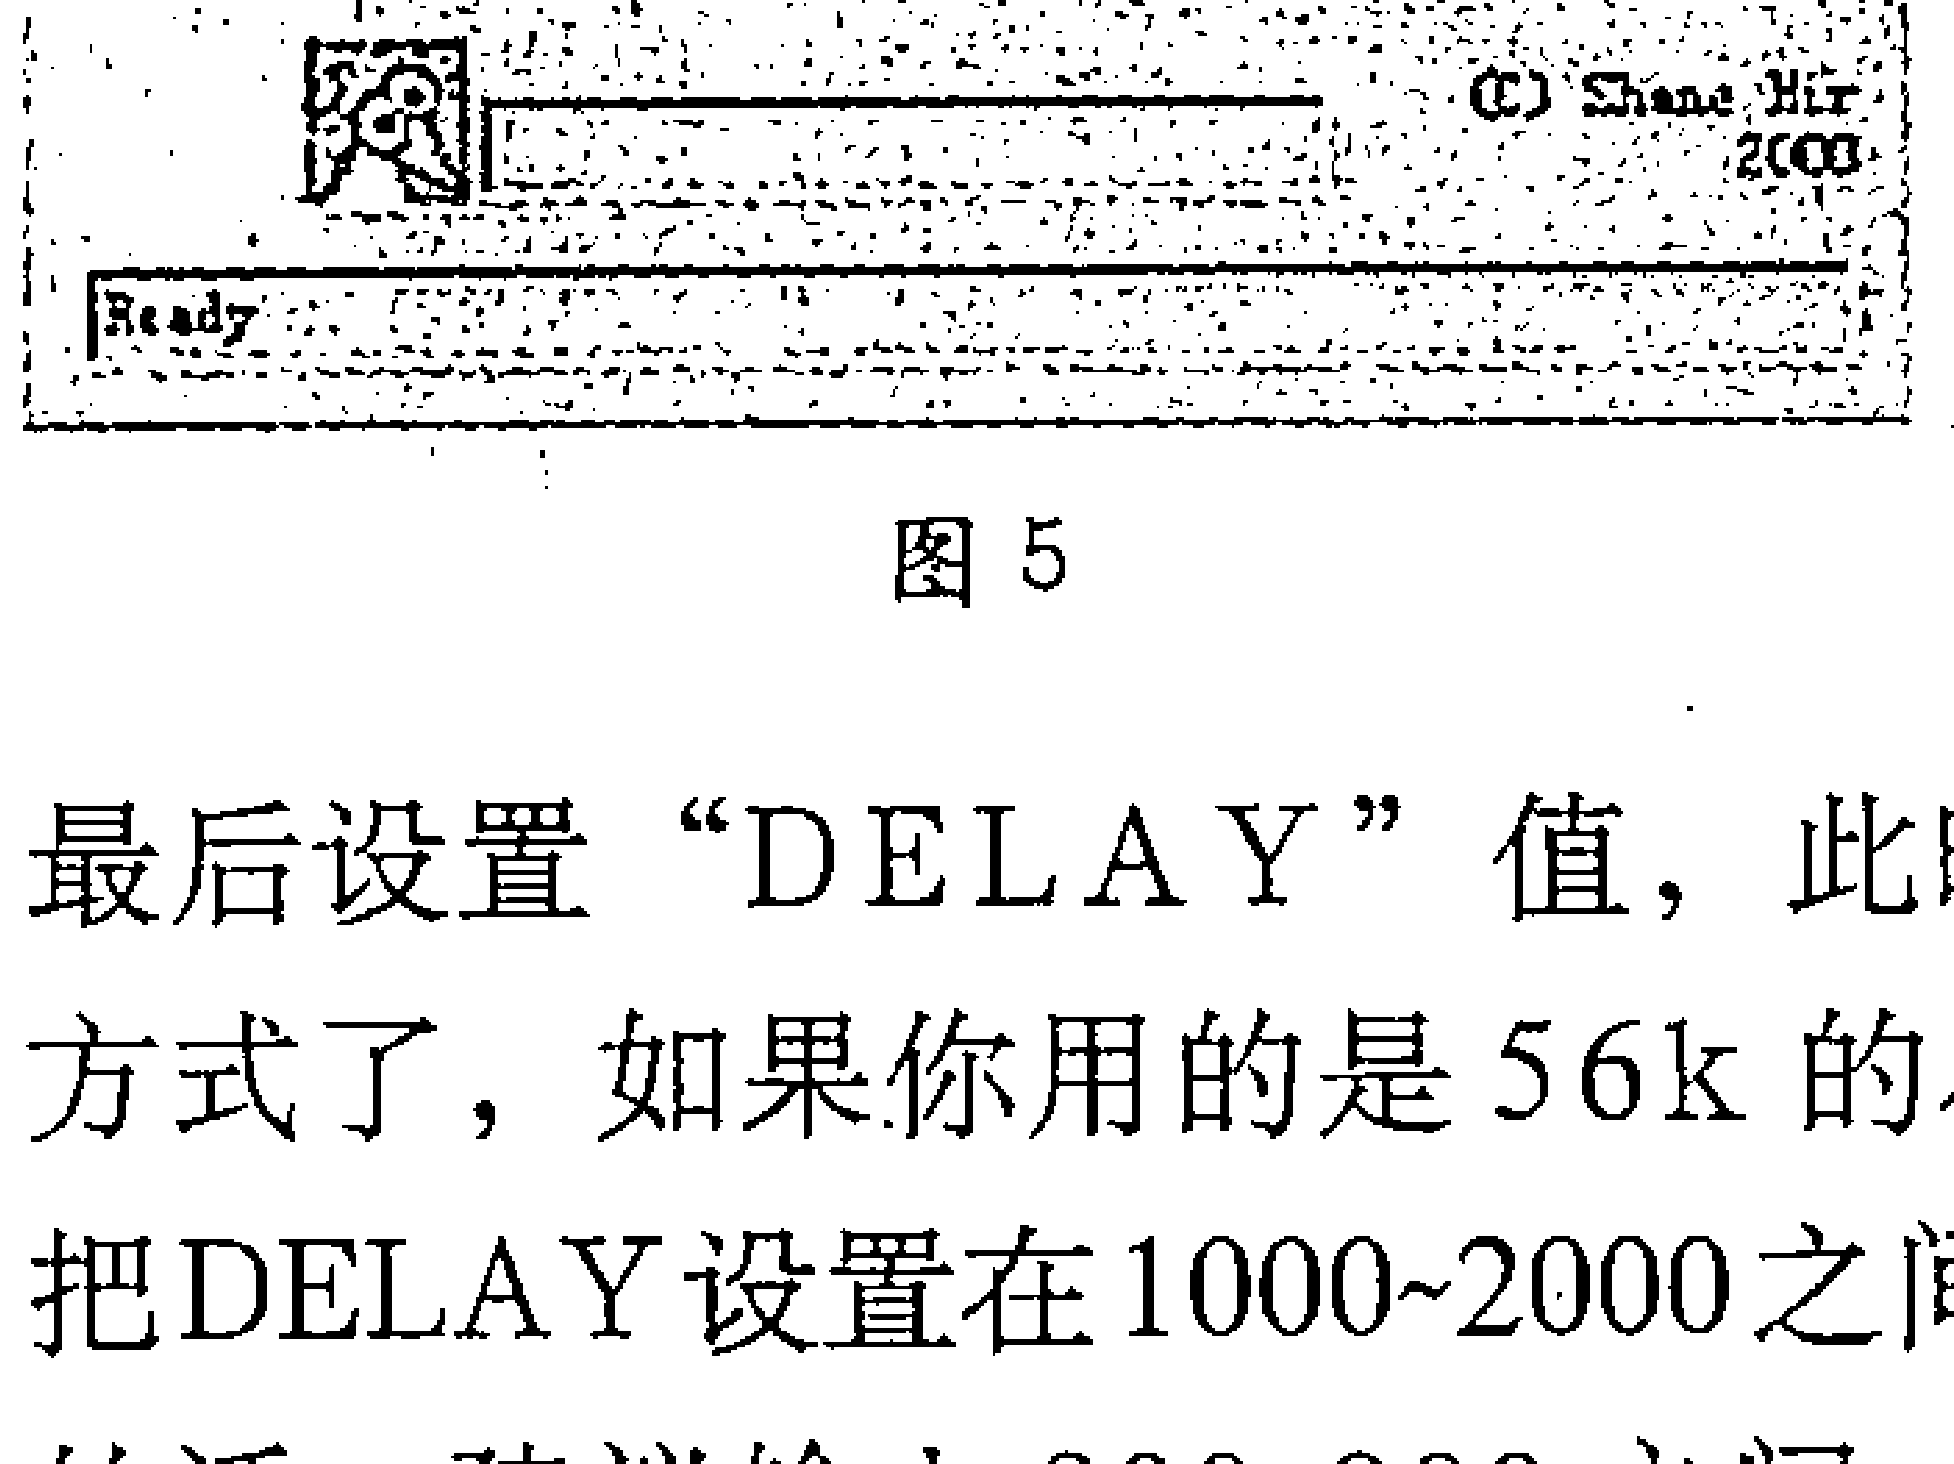 (C) Shane Hir
2000
Ready
图 5
最后设置“DELAY”值，此
方式了，如果你用的是56k 的
把DELAY设置在1000~2000之间